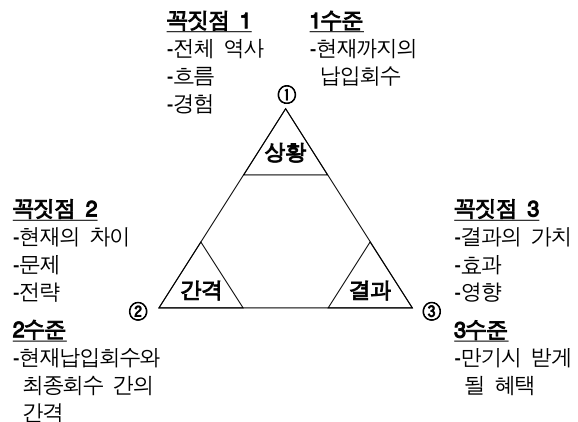 꼭짓점 1
-전체 역사
-흐름
-경험
1수준
-현재까지의
납입회수
①
상황
꼭짓점 2
-현재의 차이
-문제
-전략
간격
②
2수준
-현재납입회수와
최종회수 간의
간격
꼭짓점 3
-결과의 가치
-효과
-영향
결과
③
3수준
-만기시 받게
될 혜택